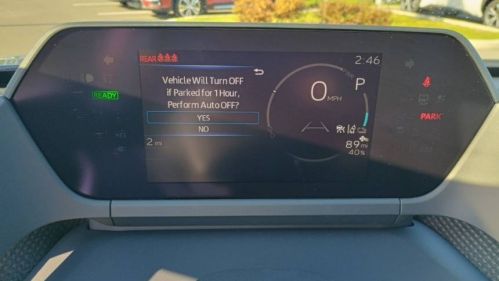 REAR
2:46
Vehicle Will Turn OFF
if Parked for 1 Hour,
Perform Auto OFF?
P
0 MPH
READY
YES
PARK
NO
2 mi
89 mi
40%